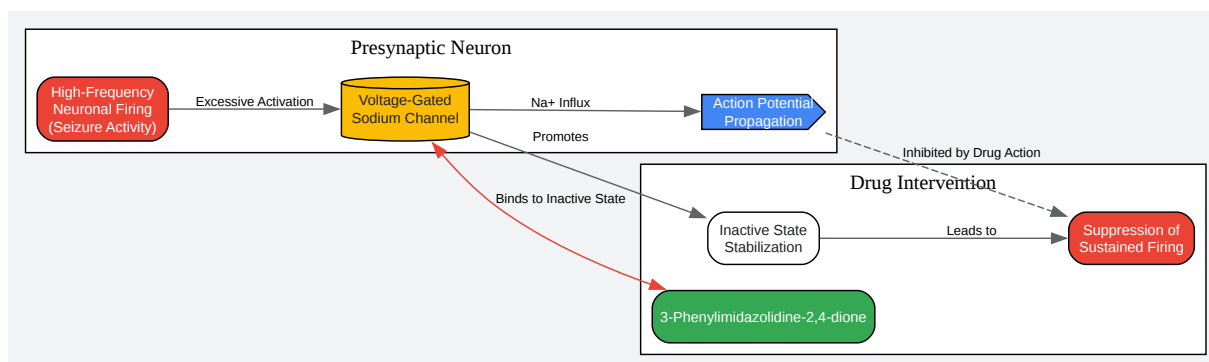 Presynaptic Neuron
High-Frequency
Neuronal Firing
(Seizure Activity)
Excessive Activation
Voltage-Gated
Sodium Channel
Na+ Influx
Action Potential
Propagation
Promotes
Inhibited by Drug Action
Drug Intervention
Binds to Inactive State
Inactive State
Stabilization
Leads to
Suppression of
Sustained Firing
3-Phenylimidazolidine-2,4-dione